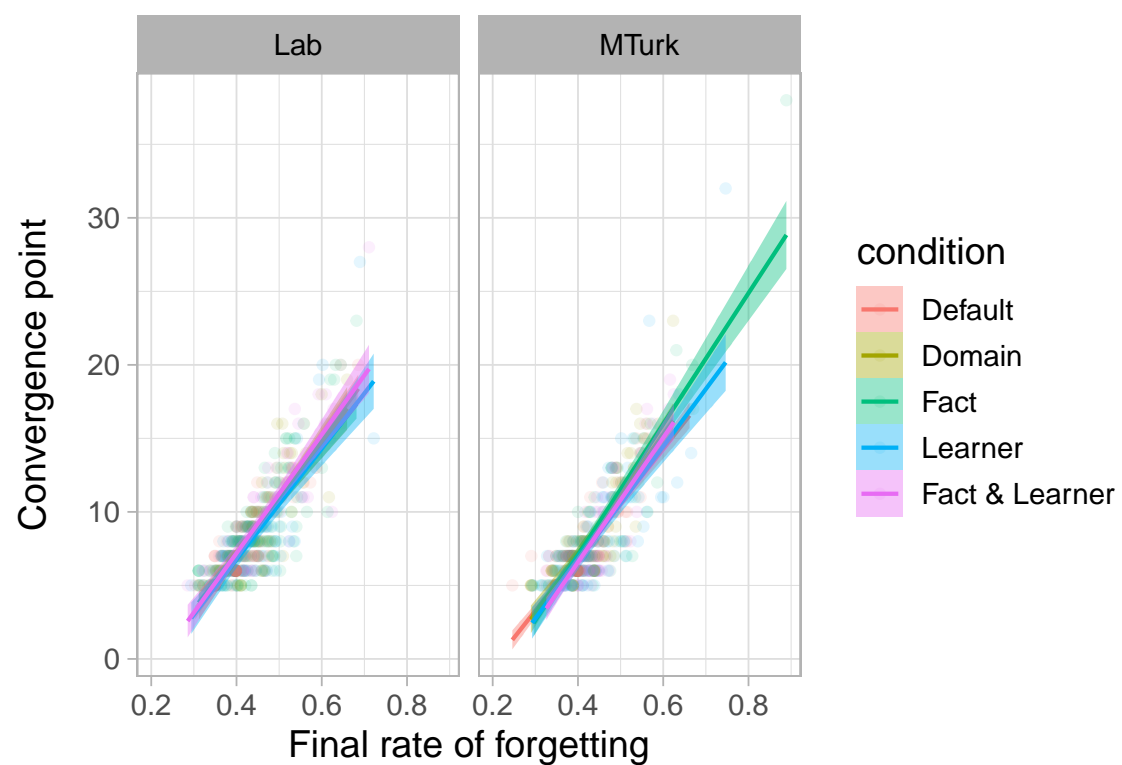 Lab
MTurk
Convergence point
30
20
10
0
0.2 0.4 0.6 0.8
0.2 0.4 0.6 0.8
Final rate of forgetting
condition
Default
Domain
Fact
Learner
Fact & Learner